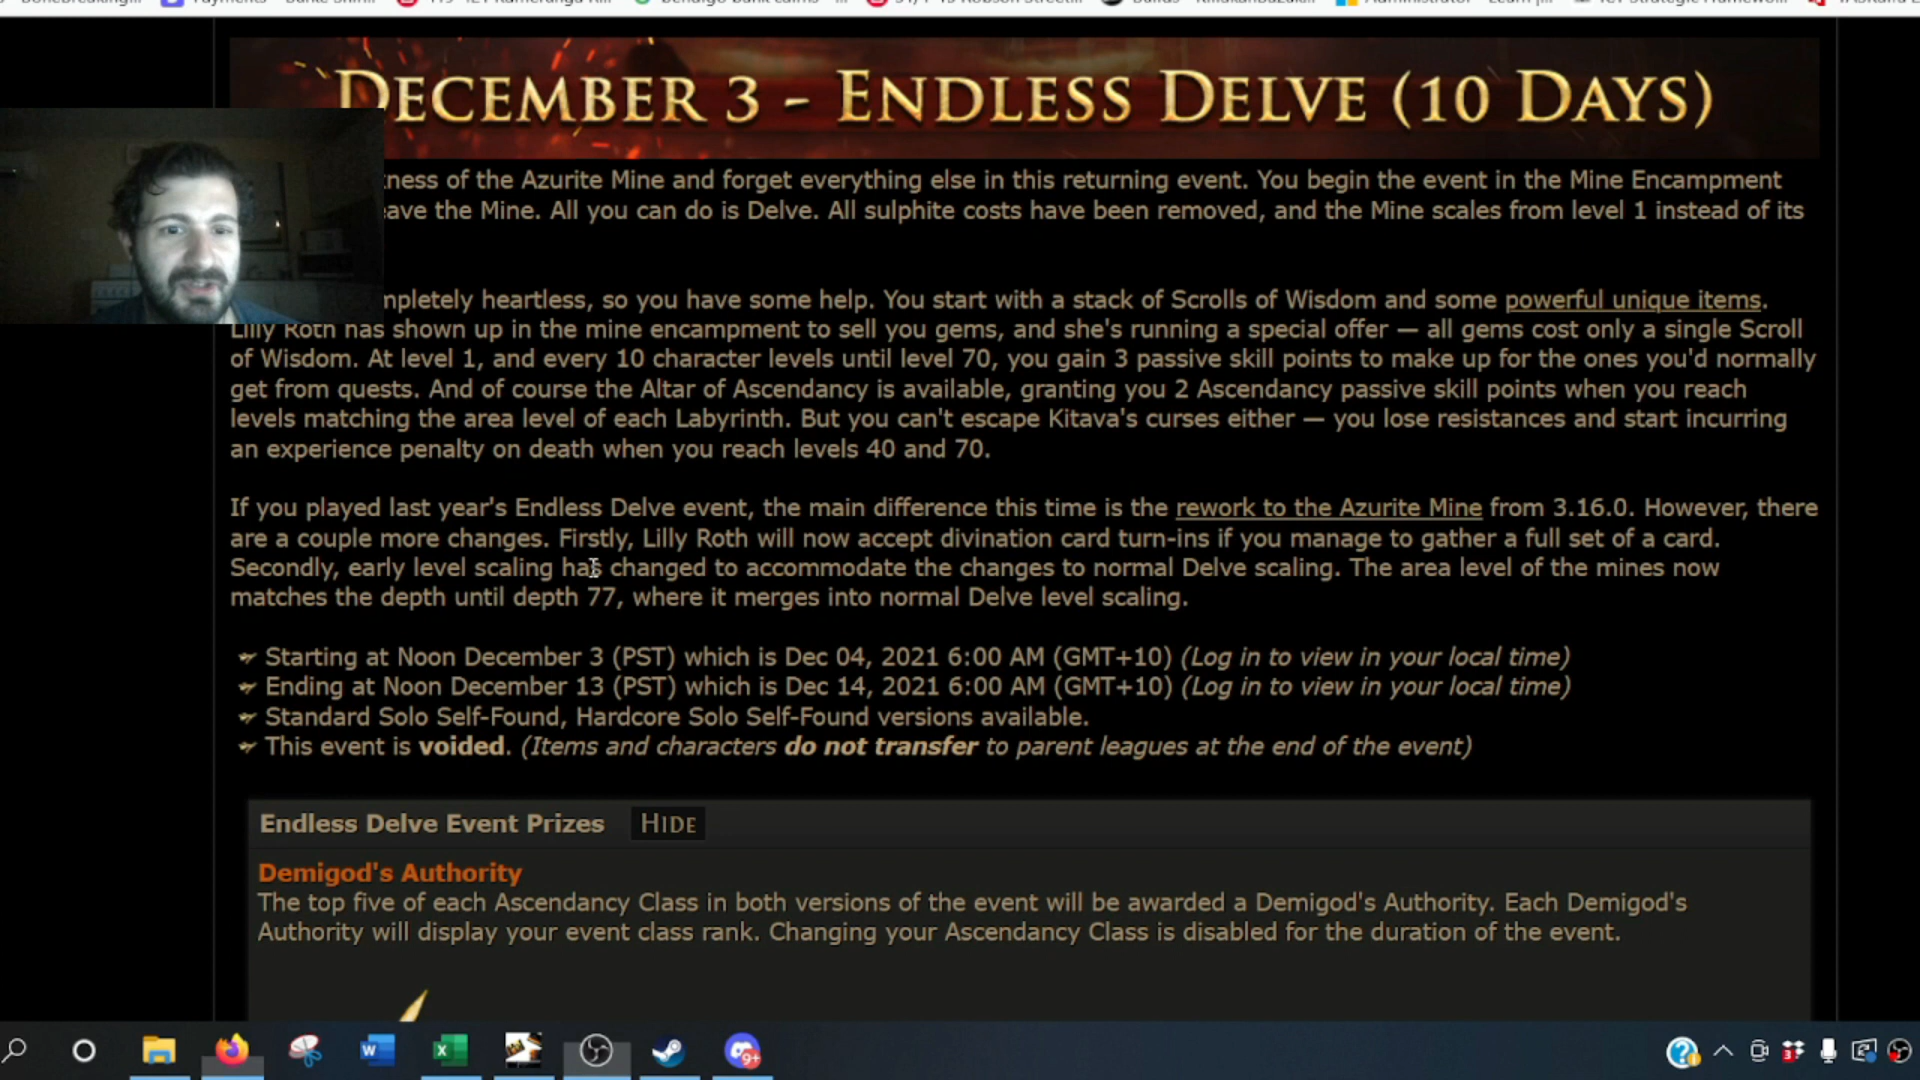 December 3 - Endless Delve (10 Days)
of the Azurite Mine and forget everything else in this returning event. You begin the event in the Mine Encampment
the Mine. All you can do is Delve. All sulphite costs have been removed, and the Mine scales from level 1 instead of its
heartless, so you have some help. You start with a stack of Scrolls of Wisdom and some powerful unique items.
Lilly Roth has shown up in the mine encampment to sell you gems, and she's running a special offer — all gems cost only a single Scroll
of Wisdom. At level 1, and every 10 character levels until level 70, you gain 3 passive skill points to make up for the ones you'd normally
get from quests. And of course the Altar of Ascendancy is available, granting you 2 Ascendancy passive skill points when you reach
levels matching the area level of each Labyrinth. But you can't escape Kitava's curses either — you lose resistances and start incurring
an experience penalty on death when you reach levels 40 and 70.
If you played last year's Endless Delve event, the main difference this time is the rework to the Azurite Mine from 3.16.0. However, there
are a couple more changes. Firstly, Lilly Roth will now accept divination card turn-ins if you manage to gather a full set of a card.
Secondly, early level scaling has changed to accommodate the changes to normal Delve scaling. The area level of the mines now
matches the depth until depth 77, where it merges into normal Delve level scaling.
Starting at Noon December 3 (PST) which is Dec 04, 2021 6:00 AM (GMT+10) (Log in to view in your local time)
Ending at Noon December 13 (PST) which is Dec 14, 2021 6:00 AM (GMT+10) (Log in to view in your local time)
Standard Solo Self-Found, Hardcore Solo Self-Found versions available.
This event is voided. (Items and characters do not transfer to parent leagues at the end of the event)
Endless Delve Event Prizes Hide
Demigod's Authority
The top five of each Ascendancy Class in both versions of the event will be awarded a Demigod's Authority. Each Demigod's
Authority will display your event class rank. Changing your Ascendancy Class is disabled for the duration of the event.
9+
3